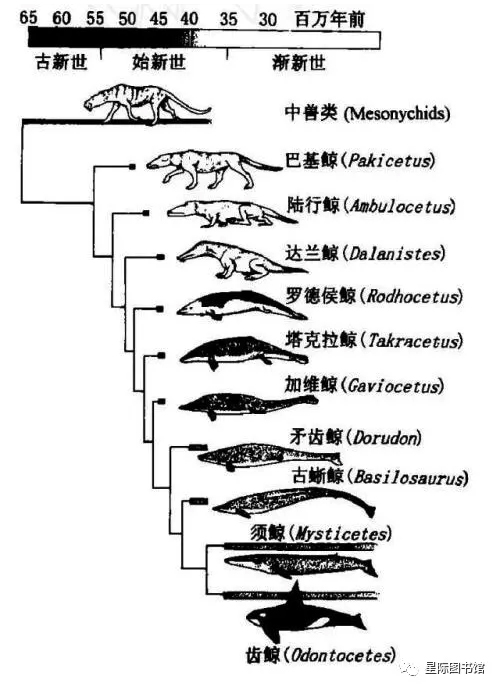 65 60 55 50 45 40 35 30 百万年前
古新世 始新世 渐新世
中兽类 (Mesonychids)
巴基鲸(Pakicetus)
陆行鲸(Ambulocetus)
达兰鲸(Dalanistes)
罗德侯鲸(Rodhocetus)
塔克拉鲸(Takracetus)
加维鲸(Gaviocetus)
矛齿鲸(Dorudon)
古蜥鲸(Basilosaurus)
须鲸(Mysticetes)
齿鲸(Odontocetes)
星际图书馆